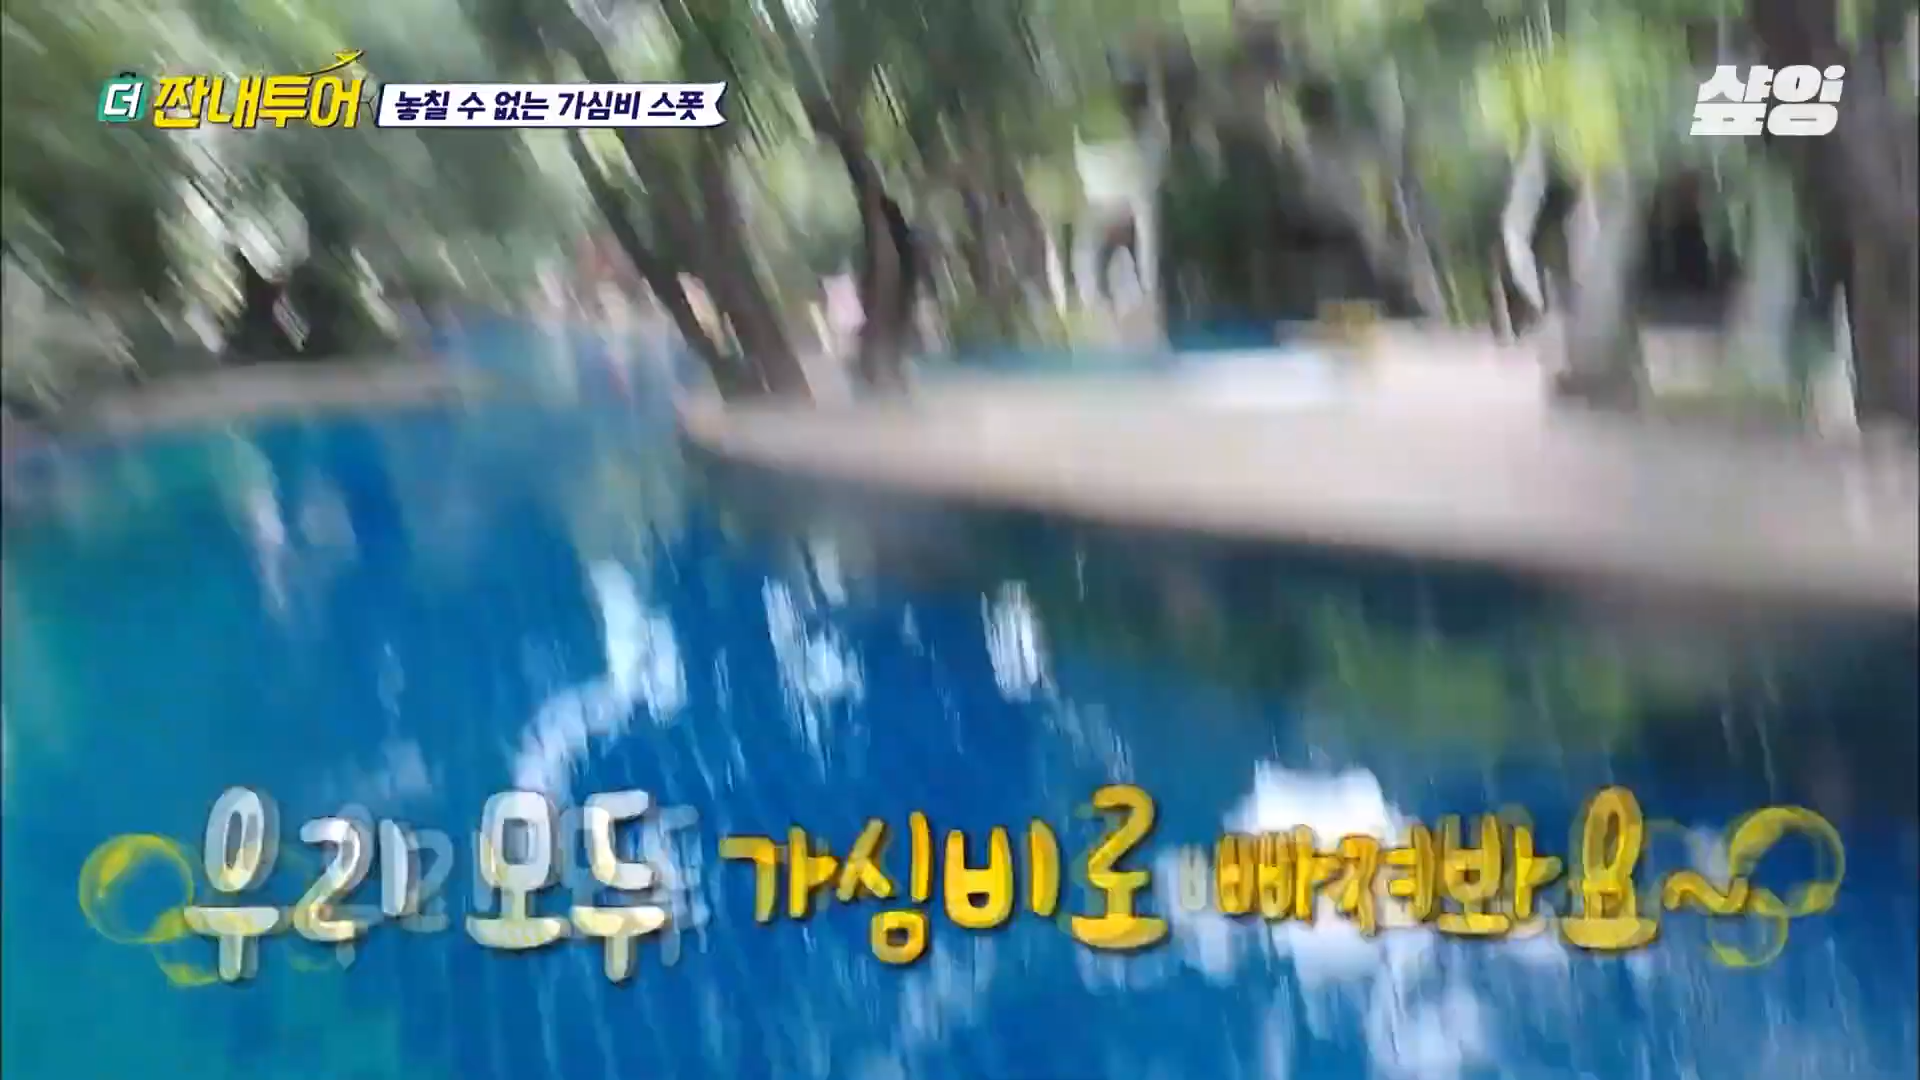 더 짠내투어 놓칠 수 없는 가심비 스폿
샾잉
우리 모두 가심비로 빠져봐요~